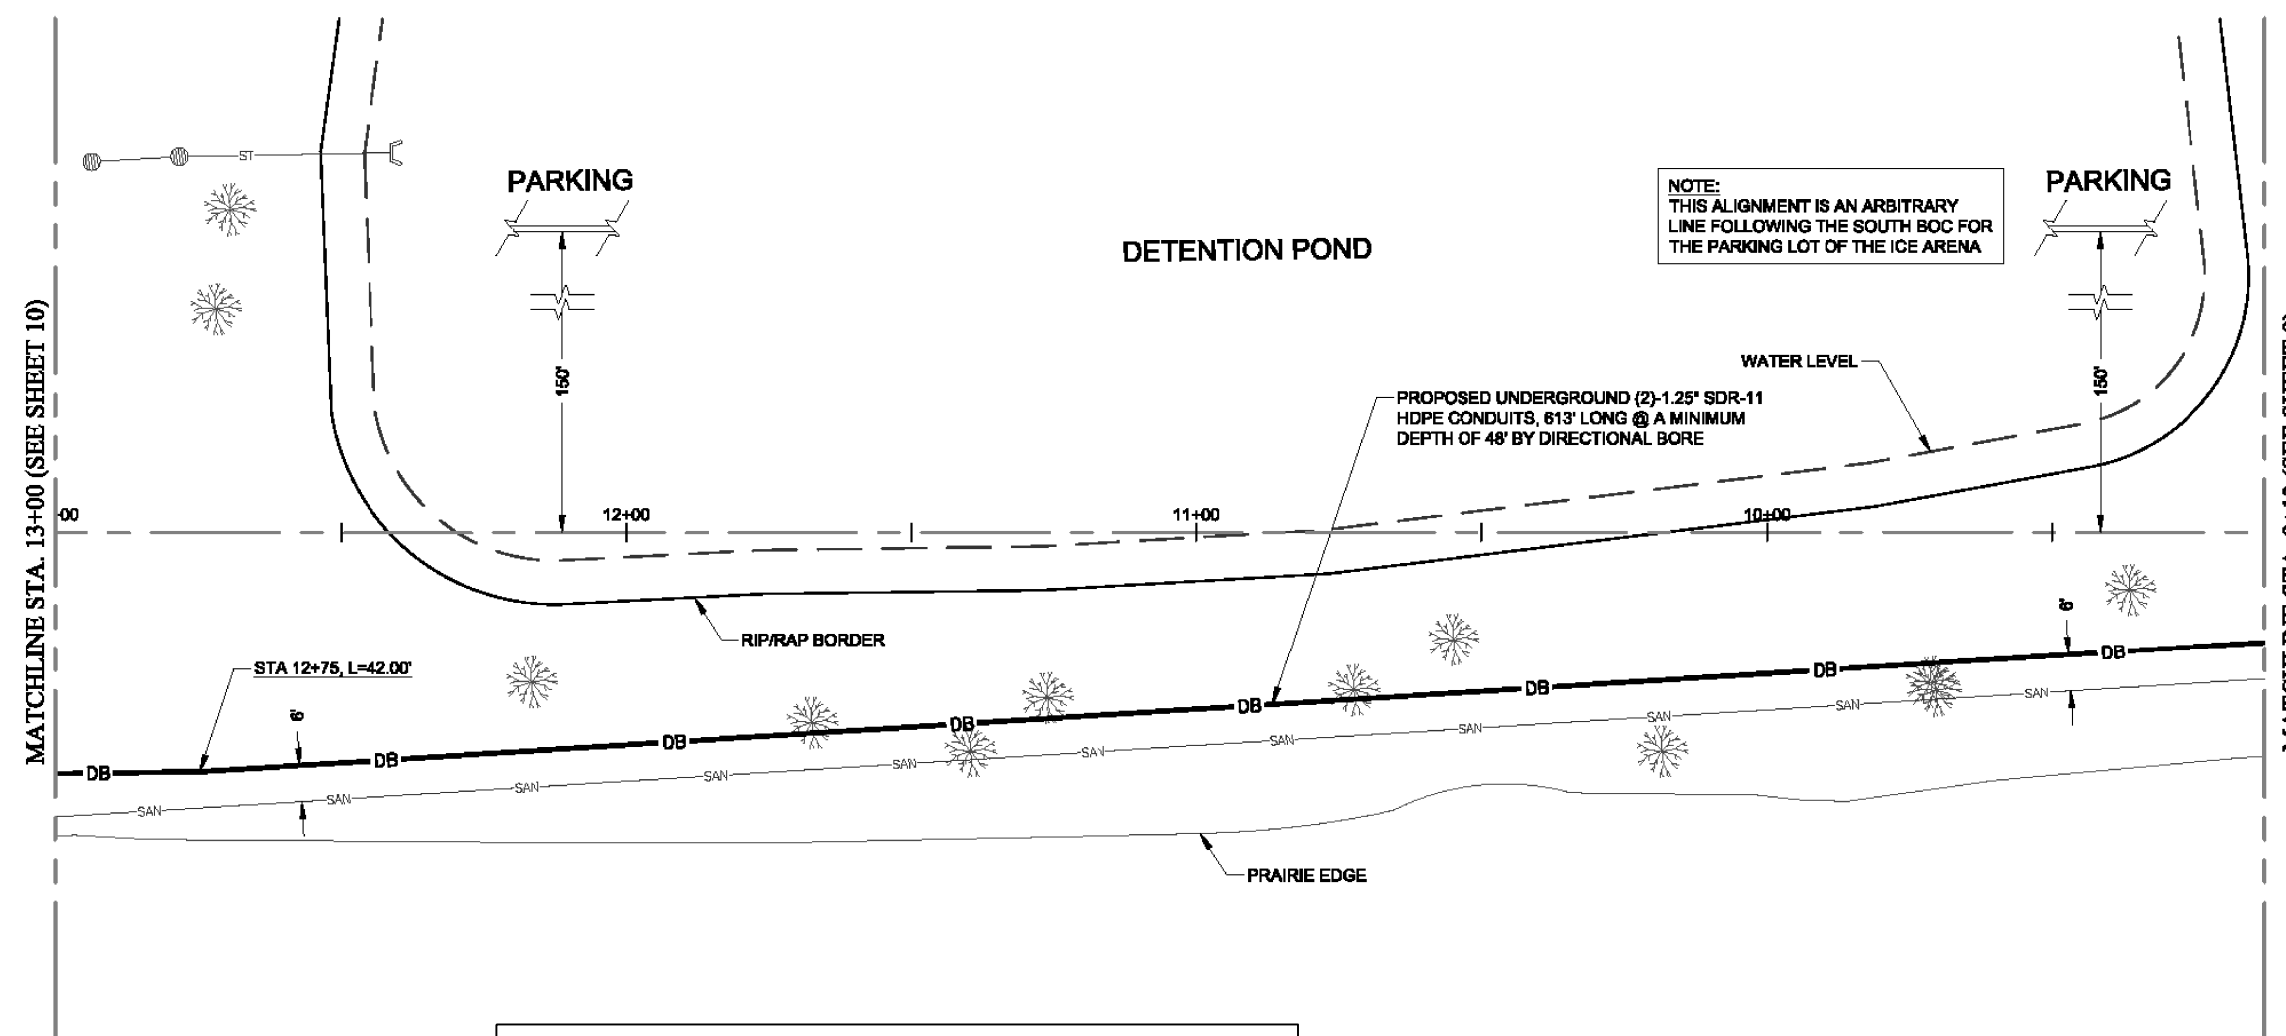 PARKING
PARKING
NOTE:
THIS ALIGNMENT IS AN ARBITRARY
LINE FOLLOWING THE SOUTH BOC FOR
THE PARKING LOT OF THE ICE ARENA
DETENTION POND
ST
MATCHLINE STA. 13+00 (SEE SHEET 10)
150'
150'
WATER LEVEL
PROPOSED UNDERGROUND (2)-1.25" SDR-11
HDPE CONDUITS, 613' LONG @ A MINIMUM
DEPTH OF 48' BY DIRECTIONAL BORE
00
12+00
11+00
10+00
RIP/RAP BORDER
STA 12+75, L=42.00'
6'
6'
DB
DB
DB
DB
DB
DB
DB
DB
SAN
SAN
SAN
SAN
SAN
SAN
SAN
SAN
SAN
SAN
SAN
PRAIRIE EDGE